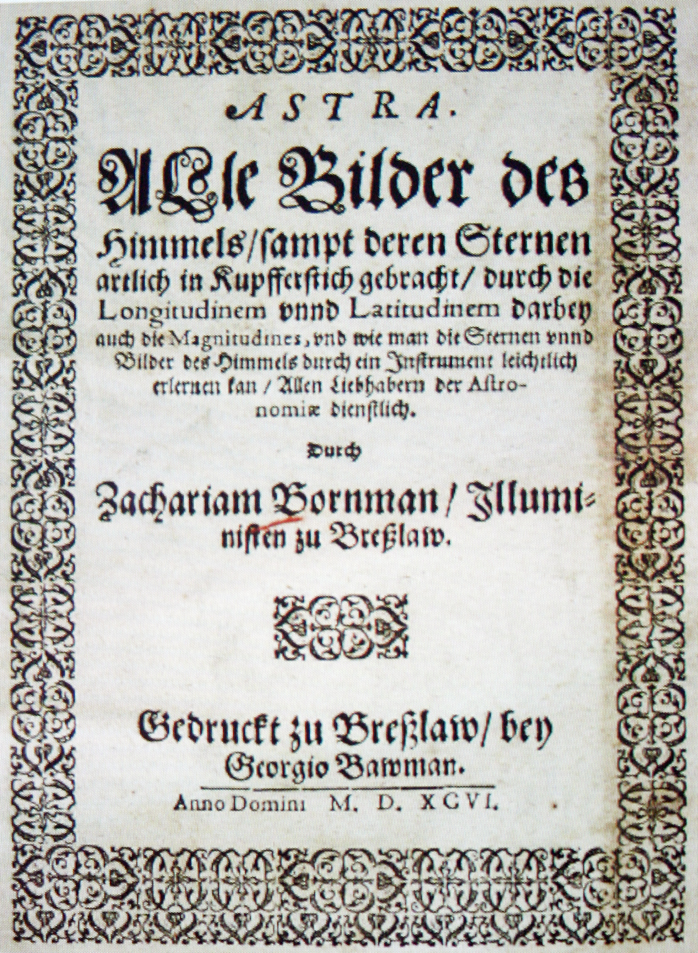 ASTRA.
ALle Bilder des
Himmels/sampt deren Sternen
artlich in Kupfferstich gebracht/ durch die
Longitudinem vnnd Latitudinem darbey
auch die Magnitudines, vnd wie man die Sternen vnnd
Bilder des Himmels durch ein Instrument leichtlich
erlernen kan / Allen Liebhabern der Astro-
nomiæ dienstlich.
Durch
Zachariam Bornman/ Illumi-
nisten zu Breßlaw.
Gedruckt zu Breßlaw/ bey
Georgio Bawman.
Anno Domini M. D. XCVI.